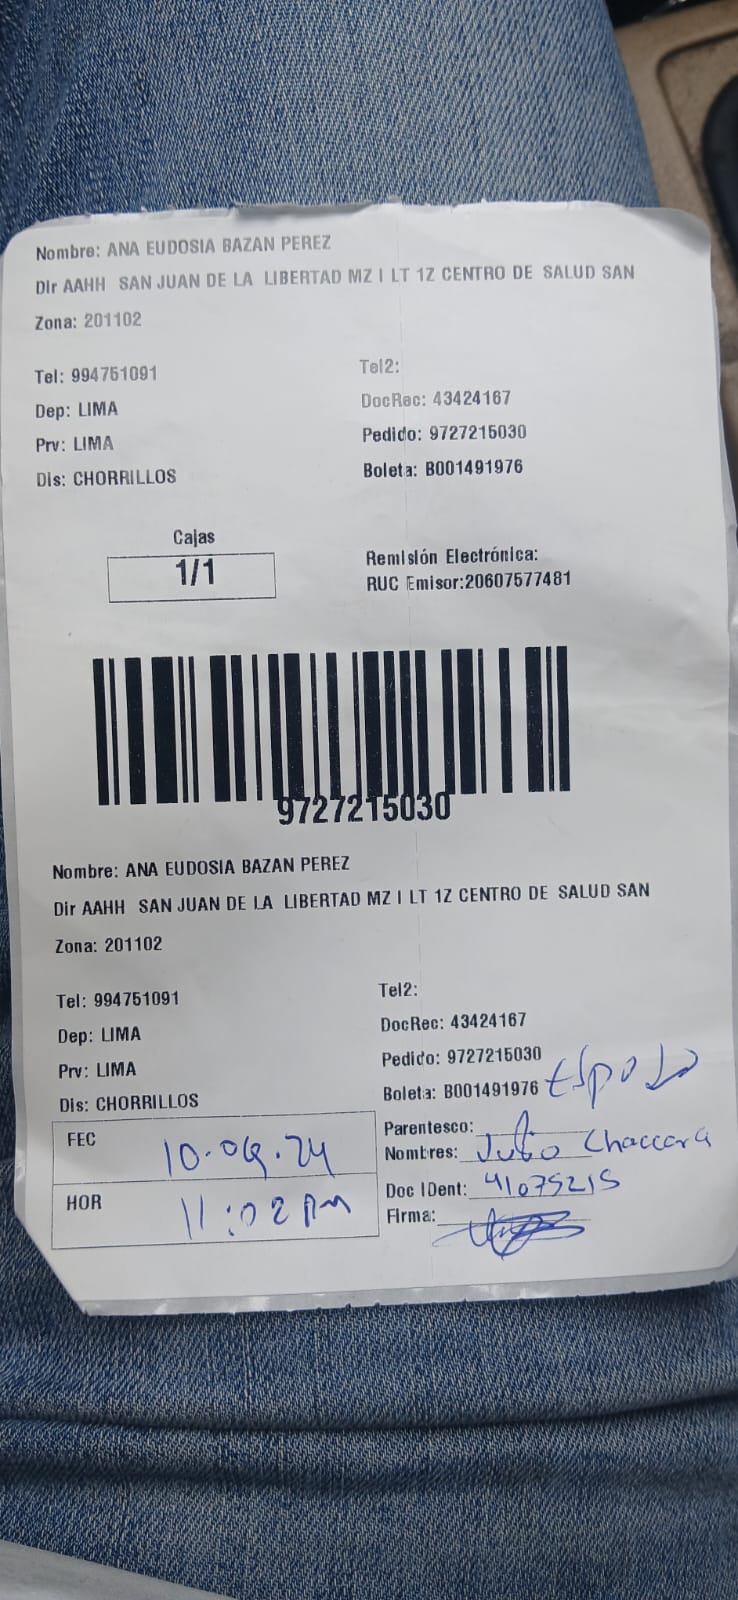 Nombre: ANA EUDOSIA BAZAN PEREZ
Dir AAHH SAN JUAN DE LA LIBERTAD MZ I LT 1Z CENTRO DE SALUD SAN
Zona: 201102
Tel: 994751091
Tel2:
Dep: LIMA
DocRec: 43424167
Prv: LIMA
Pedido: 9727215030
Dis: CHORRILLOS
Boleta: B001491976
Cajas
1/1
Remisión Electrónica:
RUC Emisor:20607577481
9727215030
Nombre: ANA EUDOSIA BAZAN PEREZ
Dir AAHH SAN JUAN DE LA LIBERTAD MZ I LT 1Z CENTRO DE SALUD SAN
Zona: 201102
Tel: 994751091
Tel2:
Dep: LIMA
DocRec: 43424167
Prv: LIMA
Pedido: 9727215030
Dis: CHORRILLOS
Boleta: B001491976
Esposo
FEC 10.09.24
Parentesco:
Nombres: Julio Chaccara
HOR 11:02 PM
Doc IDent: 41075215
Firma: